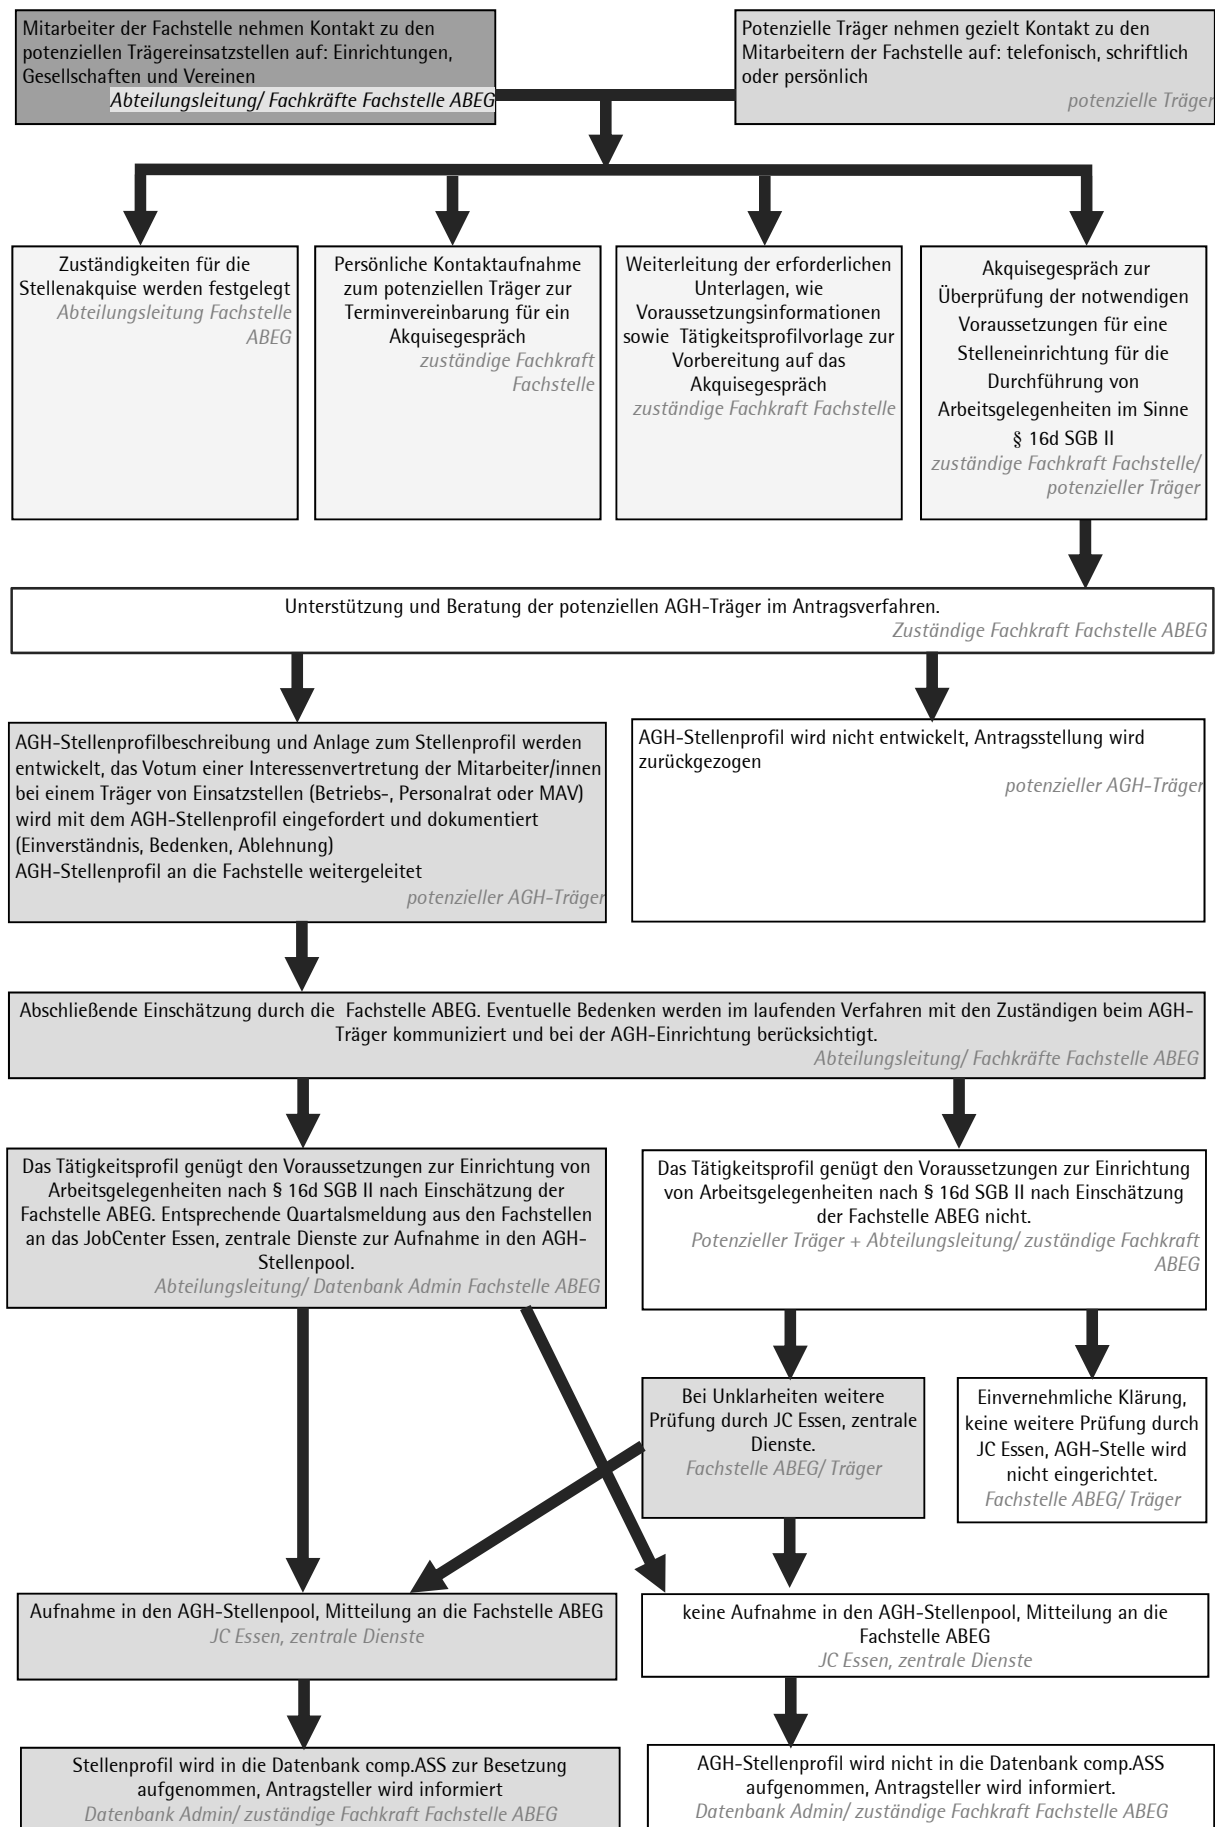 Mitarbeiter der Fachstelle nehmen Kontakt zu den
potenziellen Trägereinsatzstellen auf: Einrichtungen,
Gesellschaften und Vereinen
Abteilungsleitung/ Fachkräfte Fachstelle ABEG
Potenzielle Träger nehmen gezielt Kontakt zu den
Mitarbeitern der Fachstelle auf: telefonisch, schriftlich
oder persönlich
potenzielle Träger
Zuständigkeiten für die
Stellenakquise werden festgelegt
Abteilungsleitung Fachstelle
ABEG
Persönliche Kontaktaufnahme
zum potenziellen Träger zur
Terminvereinbarung für ein
Akquisegespräch
zuständige Fachkraft
Fachstelle
Weiterleitung der erforderlichen
Unterlagen, wie
Voraussetzungsinformationen
sowie Tätigkeitsprofilvorlage zur
Vorbereitung auf das
Akquisegespräch
zuständige Fachkraft Fachstelle
Akquisegespräch zur
Überprüfung der notwendigen
Voraussetzungen für eine
Stelleneinrichtung für die
Durchführung von
Arbeitsgelegenheiten im Sinne
§ 16d SGB II
zuständige Fachkraft Fachstelle/
potenzieller Träger
Unterstützung und Beratung der potenziellen AGH-Träger im Antragsverfahren.
Zuständige Fachkraft Fachstelle ABEG
AGH-Stellenprofilbeschreibung und Anlage zum Stellenprofil werden
entwickelt, das Votum einer Interessenvertretung der Mitarbeiter/innen
bei einem Träger von Einsatzstellen (Betriebs-, Personalrat oder MAV)
wird mit dem AGH-Stellenprofil eingefordert und dokumentiert
(Einverständnis, Bedenken, Ablehnung)
AGH-Stellenprofil an die Fachstelle weitergeleitet
potenzieller AGH-Träger
AGH-Stellenprofil wird nicht entwickelt, Antragsstellung wird
zurückgezogen
potenzieller AGH-Träger
Abschließende Einschätzung durch die Fachstelle ABEG. Eventuelle Bedenken werden im laufenden Verfahren mit den Zuständigen beim AGH-
Träger kommuniziert und bei der AGH-Einrichtung berücksichtigt.
Abteilungsleitung/ Fachkräfte Fachstelle ABEG
Das Tätigkeitsprofil genügt den Voraussetzungen zur Einrichtung von
Arbeitsgelegenheiten nach § 16d SGB II nach Einschätzung der
Fachstelle ABEG. Entsprechende Quartalsmeldung aus den Fachstellen
an das JobCenter Essen, zentrale Dienste zur Aufnahme in den AGH-
Stellenpool.
Abteilungsleitung/ Datenbank Admin Fachstelle ABEG
Das Tätigkeitsprofil genügt den Voraussetzungen zur Einrichtung
von Arbeitsgelegenheiten nach § 16d SGB II nach Einschätzung
der Fachstelle ABEG nicht.
Potenzieller Träger + Abteilungsleitung/ zuständige Fachkraft
ABEG
Bei Unklarheiten weitere
Prüfung durch JC Essen, zentrale
Dienste.
Fachstelle ABEG/ Träger
Einvernehmliche Klärung,
keine weitere Prüfung durch
JC Essen, AGH-Stelle wird
nicht eingerichtet.
Fachstelle ABEG/ Träger
Aufnahme in den AGH-Stellenpool, Mitteilung an die Fachstelle ABEG
JC Essen, zentrale Dienste
keine Aufnahme in den AGH-Stellenpool, Mitteilung an die
Fachstelle ABEG
JC Essen, zentrale Dienste
Stellenprofil wird in die Datenbank comp.ASS zur Besetzung
aufgenommen, Antragsteller wird informiert
Datenbank Admin/ zuständige Fachkraft Fachstelle ABEG
AGH-Stellenprofil wird nicht in die Datenbank comp.ASS
aufgenommen, Antragsteller wird informiert.
Datenbank Admin/ zuständige Fachkraft Fachstelle ABEG